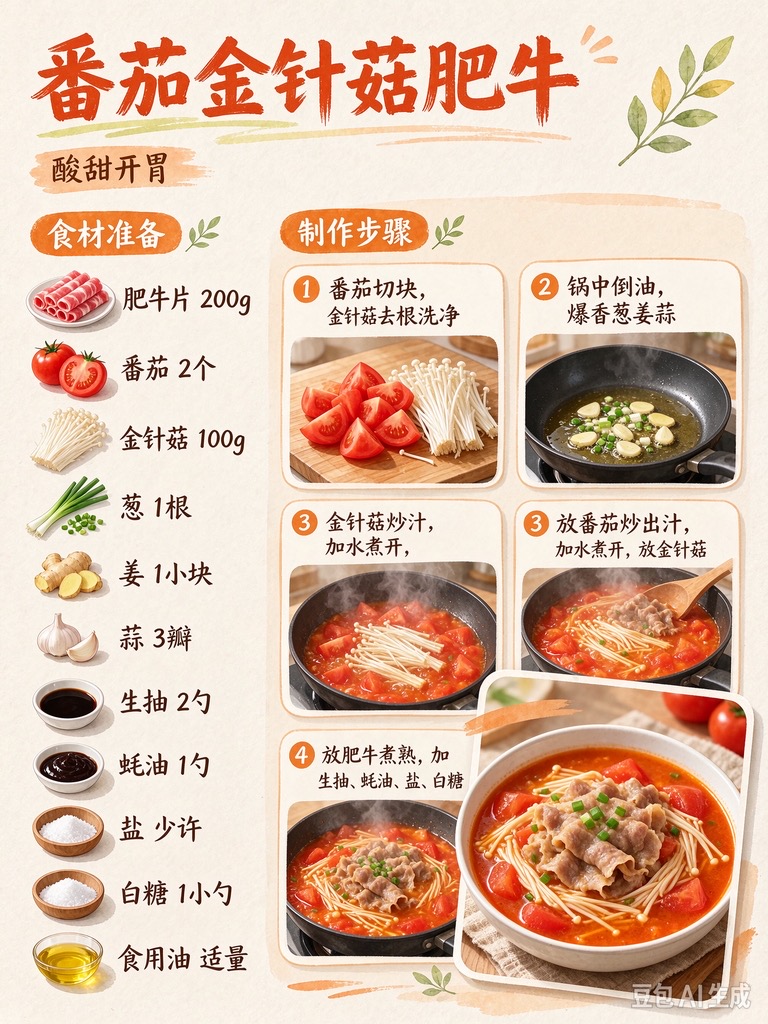 番茄金针菇肥牛
酸甜开胃
食材准备
肥牛片 200g
番茄 2个
金针菇 100g
葱 1根
姜 1小块
蒜 3瓣
生抽 2勺
蚝油 1勺
盐 少许
白糖 1小勺
食用油 适量
制作步骤
1 番茄切块，
金针菇去根洗净
2 锅中倒油，
爆香葱姜蒜
3 金针菇炒汁，
加水煮开，
3 放番茄炒出汁，
加水煮开，放金针菇
4 放肥牛煮熟，加
生抽、蚝油、盐、白糖
豆包AI生成